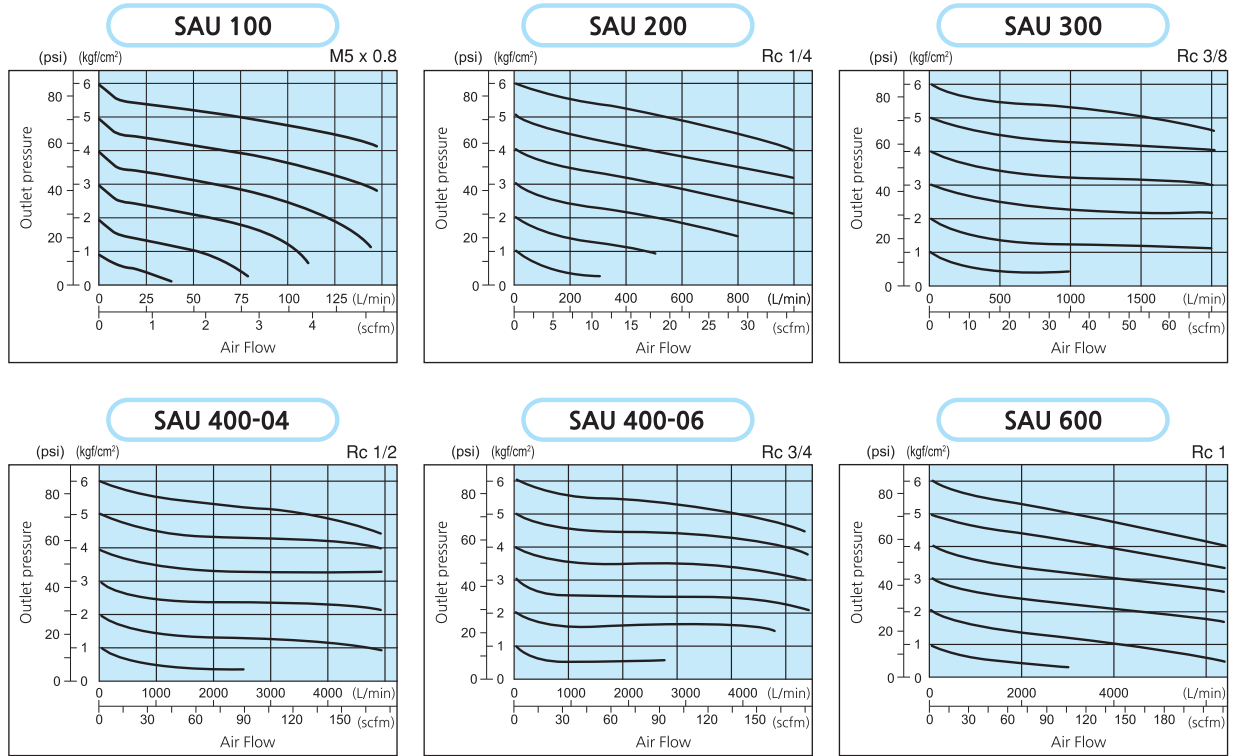 SAU 100
(psi) (kgf/cm²) M5 x 0.8
Outlet pressure
80 60 40 20 0
6 5 4 3 2 1 0
0 25 50 75 100 125 (L/min)
0 1 2 3 4 (scfm)
Air Flow
SAU 200
(psi) (kgf/cm²) Rc 1/4
Outlet pressure
80 60 40 20 0
6 5 4 3 2 1 0
0 200 400 600 800 (L/min)
0 5 10 15 20 25 30 (scfm)
Air Flow
SAU 300
(psi) (kgf/cm²) Rc 3/8
Outlet pressure
80 60 40 20 0
6 5 4 3 2 1 0
0 500 1000 1500 (L/min)
0 10 20 30 40 50 60 (scfm)
Air Flow
SAU 400-04
(psi) (kgf/cm²) Rc 1/2
Outlet pressure
80 60 40 20 0
6 5 4 3 2 1 0
0 1000 2000 3000 4000 (L/min)
0 30 60 90 120 150 (scfm)
Air Flow
SAU 400-06
(psi) (kgf/cm²) Rc 3/4
Outlet pressure
80 60 40 20 0
6 5 4 3 2 1 0
0 1000 2000 3000 4000 (L/min)
0 30 60 90 120 150 (scfm)
Air Flow
SAU 600
(psi) (kgf/cm²) Rc 1
Outlet pressure
80 60 40 20 0
6 5 4 3 2 1 0
0 2000 4000 (L/min)
0 30 60 90 120 150 180 (scfm)
Air Flow